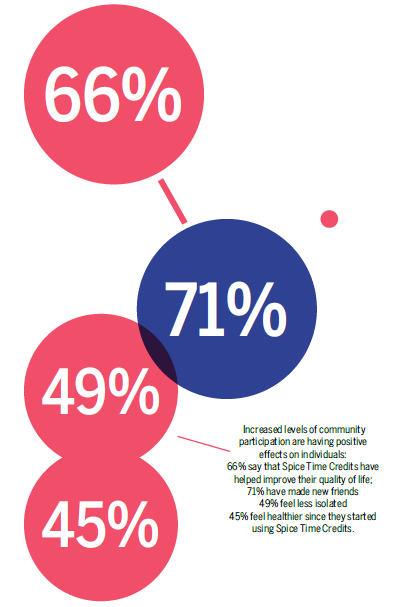 66%
71%
49%
45%
Increased levels of community
participation are having positive
effects on individuals:
66% say that Spice Time Credits have
helped improve their quality of life;
71% have made new friends
49% feel less isolated
45% feel healthier since they started
using Spice Time Credits.